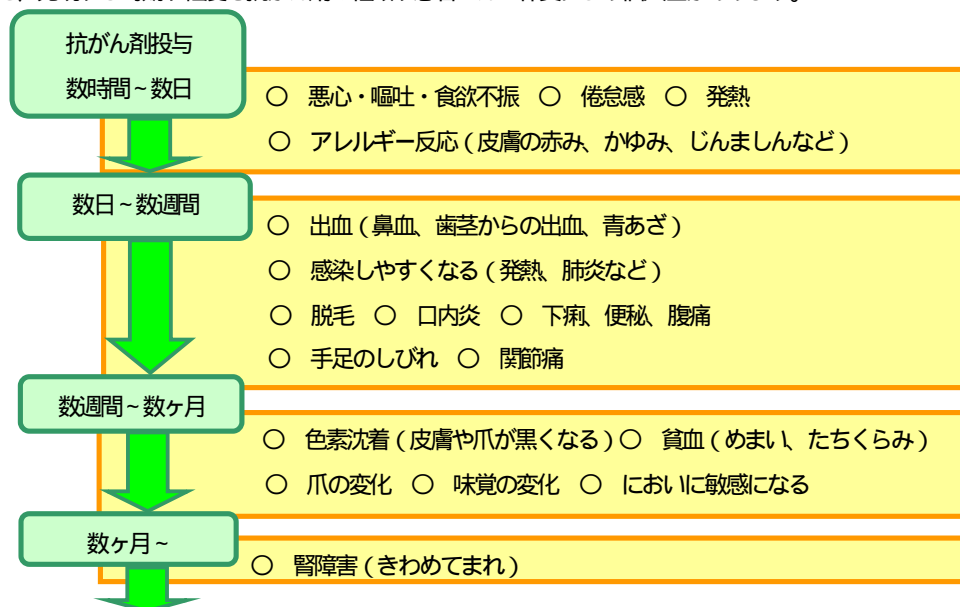 抗がん剤投与
数時間~数日
○ 悪心・嘔吐・食欲不振 ○ 倦怠感 ○ 発熱
○ アレルギー反応(皮膚の赤み、かゆみ、じんましんなど)
数日~数週間
○ 出血(鼻血、歯茎からの出血、青あざ)
○ 感染しやすくなる(発熱、肺炎など)
○ 脱毛 ○ 口内炎 ○ 下痢、便秘、腹痛
○ 手足のしびれ ○ 関節痛
数週間~数ヶ月
○ 色素沈着(皮膚や爪が黒くなる)○ 貧血(めまい、たちくらみ)
○ 爪の変化 ○ 味覚の変化 ○ においに敏感になる
数ヶ月~
○ 腎障害(きわめてまれ)